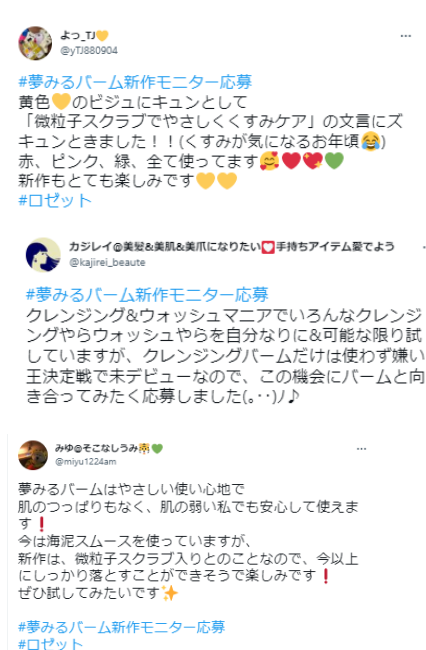 よっ_TJ💛
@yTJ880904
#夢みるバーム新作モニター応募
黄色💛のビジュにキュンとして
「微粒子スクラブでやさしくくすみケア」の文言にズ
キュンときました！！(くすみが気になるお年頃😂)
赤、ピンク、緑、全て使ってます🥰❤️💖💚
新作もとても楽しみです💛💛
#ロゼット
カジレイ@美髪&美肌&美爪になりたい💟手持ちアイテム愛でよう
@kajirei_beaute
#夢みるバーム新作モニター応募
クレンジング&ウォッシュマニアでいろんなクレンジ
ングやらウォッシュやらを自分なりに&可能な限り試
していますが、クレンジングバームだけは使わず嫌い
王決定戦で未デビューなので、この機会にバームと向
き合ってみたく応募しました(｡･･)ﾉ♪
みゆ@そこなしうみ🐯💚
@miyu1224am
夢みるバームはやさしい使い心地で
肌のつっぱりもなく、肌の弱い私でも安心して使えま
す❗
今は海泥スムースを使っていますが、
新作は、微粒子スクラブ入りとのことなので、今以上
にしっかり落とすことができそうで楽しみです❗
ぜひ試してみたいです✨
#夢みるバーム新作モニター応募
#ロゼット